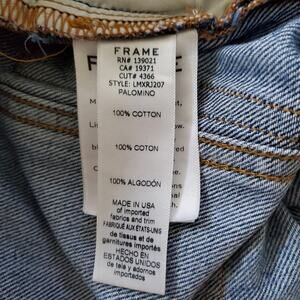 FRAME
RN# 139021
CA# 19371
CUT# 4366
STYLE: LMXRJ207
PALOMINO
100% COTTON
100% COTON
100% ALGODÓN
MADE IN USA
of imported
fabrics and trim
FABRIQUÉ AUX ÉTATS-UNIS
de tissus et de
garnitures importés
HECHO EN
ESTADOS UNIDOS
de tela y adornos
importados